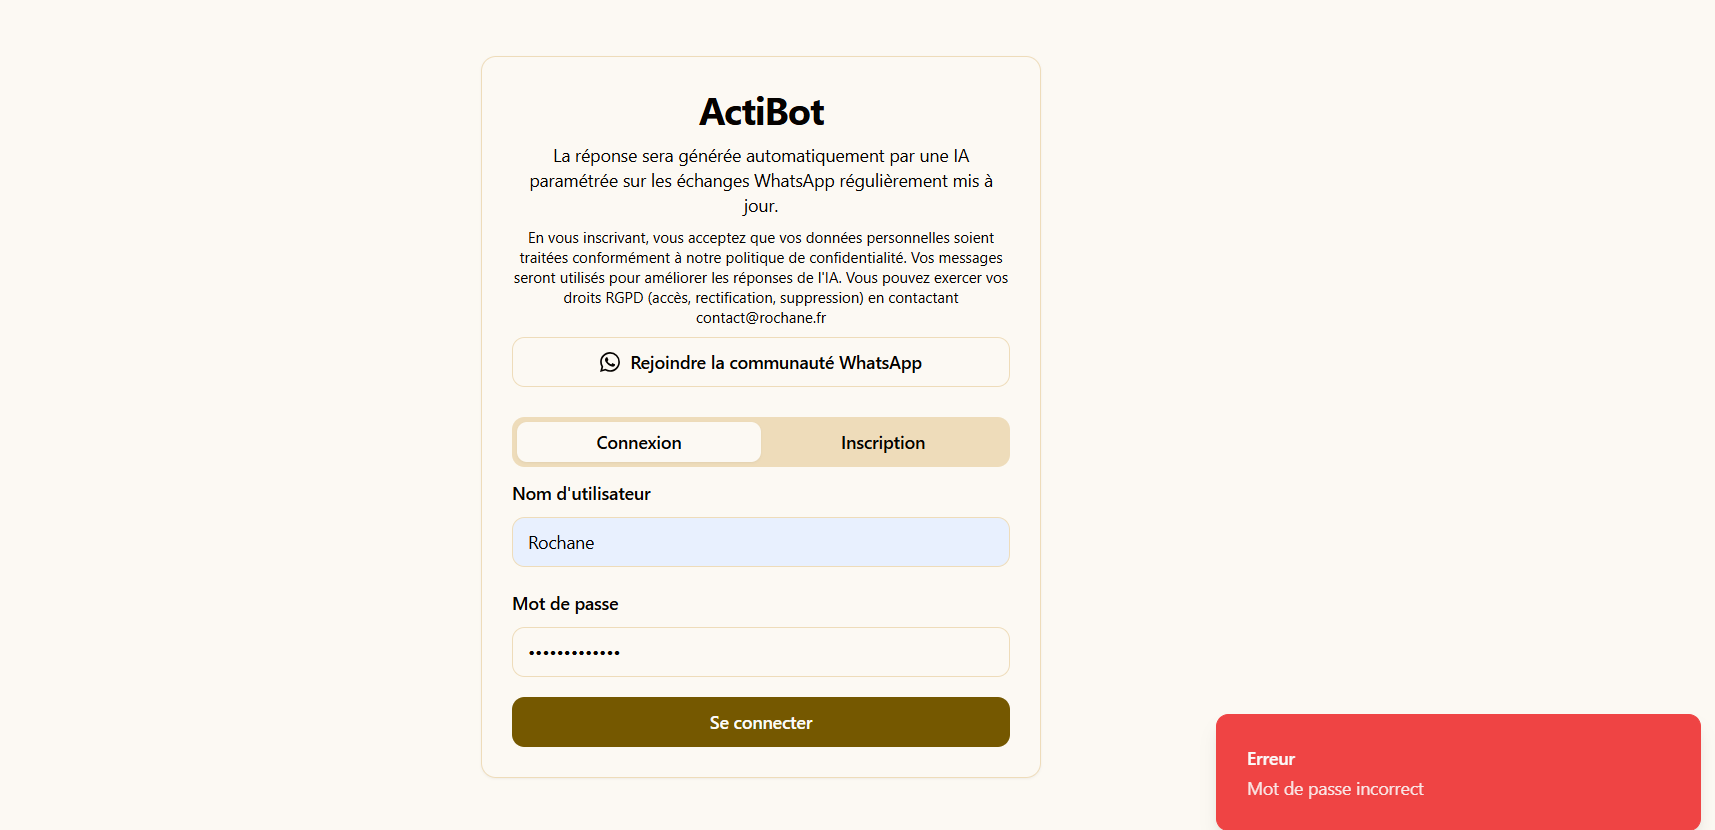 ActiBot
La réponse sera générée automatiquement par une IA
paramétrée sur les échanges WhatsApp régulièrement mis à
jour.
En vous inscrivant, vous acceptez que vos données personnelles soient
traitées conformément à notre politique de confidentialité. Vos messages
seront utilisés pour améliorer les réponses de l'IA. Vous pouvez exercer vos
droits RGPD (accès, rectification, suppression) en contactant
contact@rochane.fr
Rejoindre la communauté WhatsApp
Connexion Inscription
Nom d'utilisateur
Rochane
Mot de passe
•••••••••••••
Se connecter
Erreur
Mot de passe incorrect